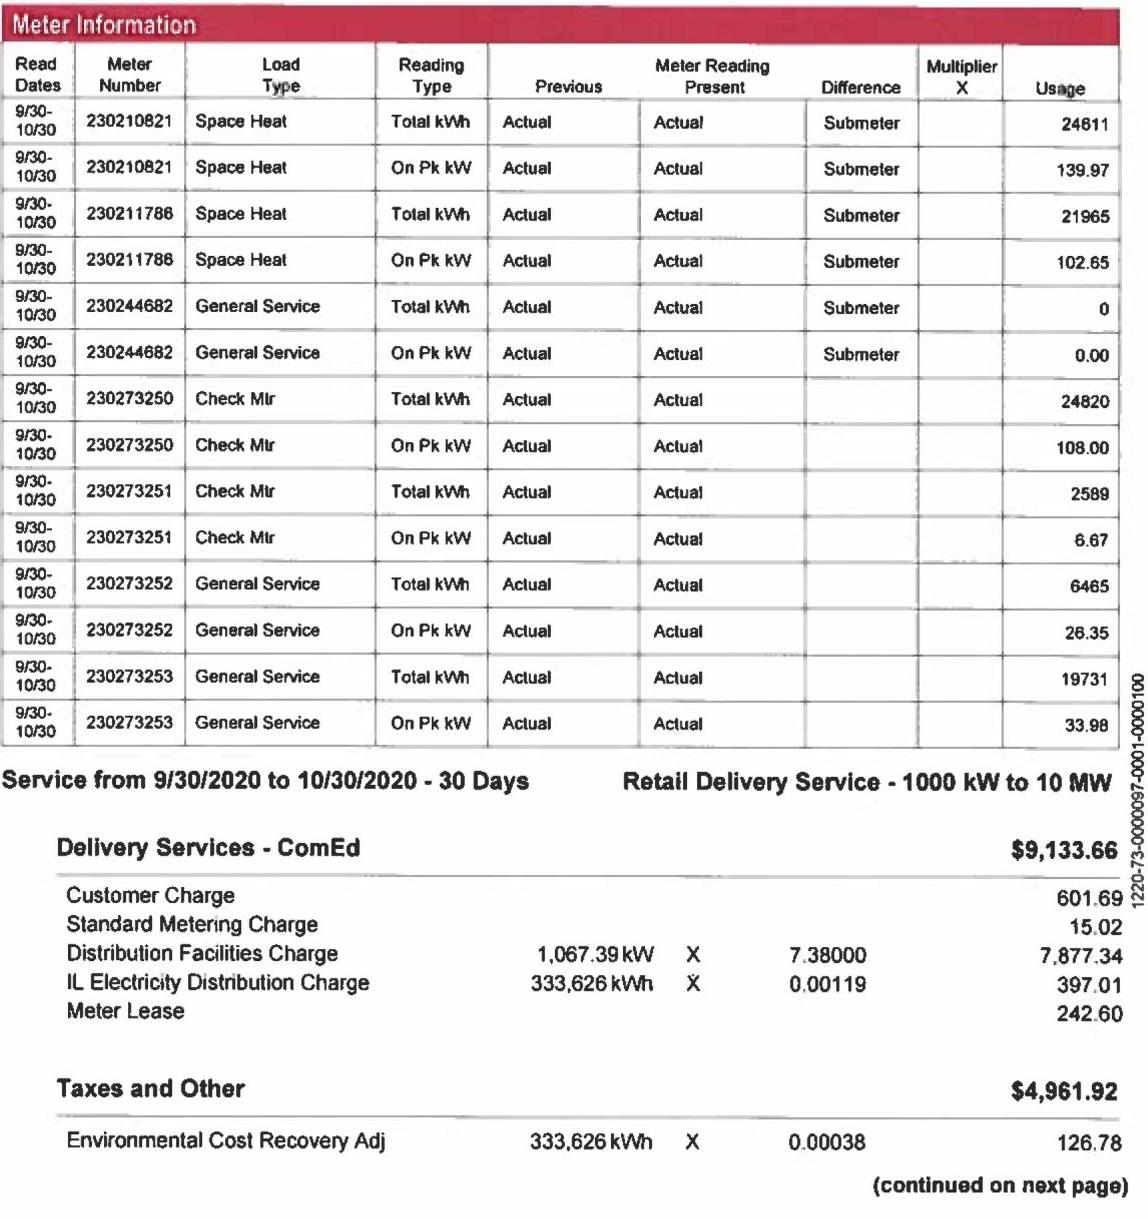 Meter Information
Read Dates Meter Number Load Type Reading Type Previous Meter Reading Present Difference Multiplier X Usage
9/30-10/30 230210821 Space Heat Total kWh Actual Actual Submeter 24611
9/30-10/30 230210821 Space Heat On Pk kW Actual Actual Submeter 139.97
9/30-10/30 230211786 Space Heat Total kWh Actual Actual Submeter 21965
9/30-10/30 230211786 Space Heat On Pk kW Actual Actual Submeter 102.65
9/30-10/30 230244682 General Service Total kWh Actual Actual Submeter 0
9/30-10/30 230244682 General Service On Pk kW Actual Actual Submeter 0.00
9/30-10/30 230273250 Check Mtr Total kWh Actual Actual 24820
9/30-10/30 230273250 Check Mtr On Pk kW Actual Actual 108.00
9/30-10/30 230273251 Check Mtr Total kWh Actual Actual 2589
9/30-10/30 230273251 Check Mtr On Pk kW Actual Actual 6.67
9/30-10/30 230273252 General Service Total kWh Actual Actual 6465
9/30-10/30 230273252 General Service On Pk kW Actual Actual 26.35
9/30-10/30 230273253 General Service Total kWh Actual Actual 19731
9/30-10/30 230273253 General Service On Pk kW Actual Actual 33.98
Service from 9/30/2020 to 10/30/2020 - 30 Days Retail Delivery Service - 1000 kW to 10 MW
Delivery Services - ComEd $9,133.66
Customer Charge 601.69
Standard Metering Charge 15.02
Distribution Facilities Charge 1,067.39 kW X 7.38000 7,877.34
IL Electricity Distribution Charge 333,626 kWh X 0.00119 397.01
Meter Lease 242.60
Taxes and Other $4,961.92
Environmental Cost Recovery Adj 333,626 kWh X 0.00038 126.78
(continued on next page)
1220-73-0000097-0001-0000100